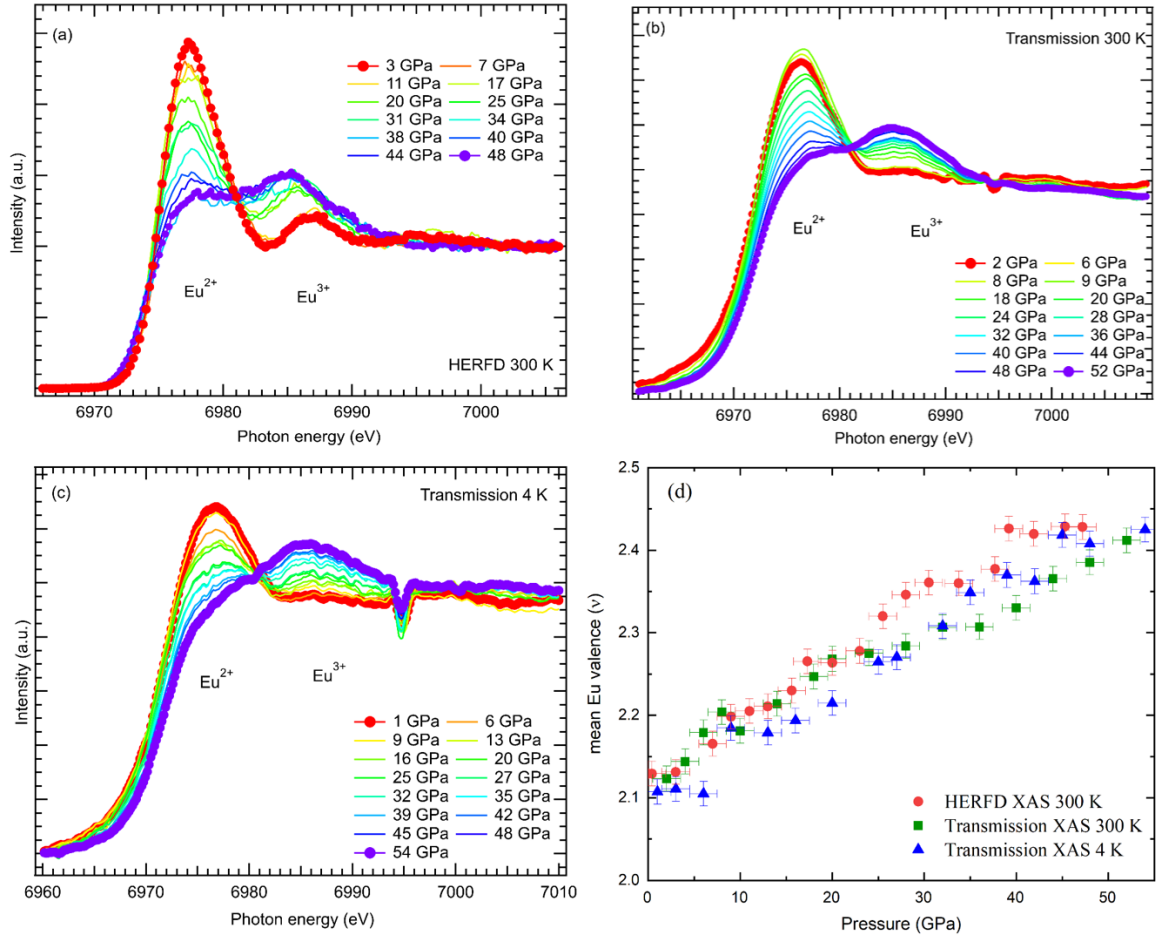 (a)
3 GPa 7 GPa
11 GPa 17 GPa
20 GPa 25 GPa
31 GPa 34 GPa
38 GPa 40 GPa
44 GPa 48 GPa
Eu2+
Eu3+
HERFD 300 K
Intensity (a.u.)
6970 6980 6990 7000
Photon energy (eV)
(b)
Transmission 300 K
Eu2+ Eu3+
2 GPa 6 GPa
8 GPa 9 GPa
18 GPa 20 GPa
24 GPa 28 GPa
32 GPa 36 GPa
40 GPa 44 GPa
48 GPa 52 GPa
Intensity (a.u.)
6970 6980 6990 7000
Photon energy (eV)
(c)
Transmission 4 K
Eu2+ Eu3+
1 GPa 6 GPa
9 GPa 13 GPa
16 GPa 20 GPa
25 GPa 27 GPa
32 GPa 35 GPa
39 GPa 42 GPa
45 GPa 48 GPa
54 GPa
Intensity (a.u.)
6960 6970 6980 6990 7000 7010
Photon energy (eV)
(d)
2.5
2.4
2.3
2.2
2.1
2.0
mean Eu valence (ν)
HERFD XAS 300 K
Transmission XAS 300 K
Transmission XAS 4 K
0 10 20 30 40 50
Pressure (GPa)